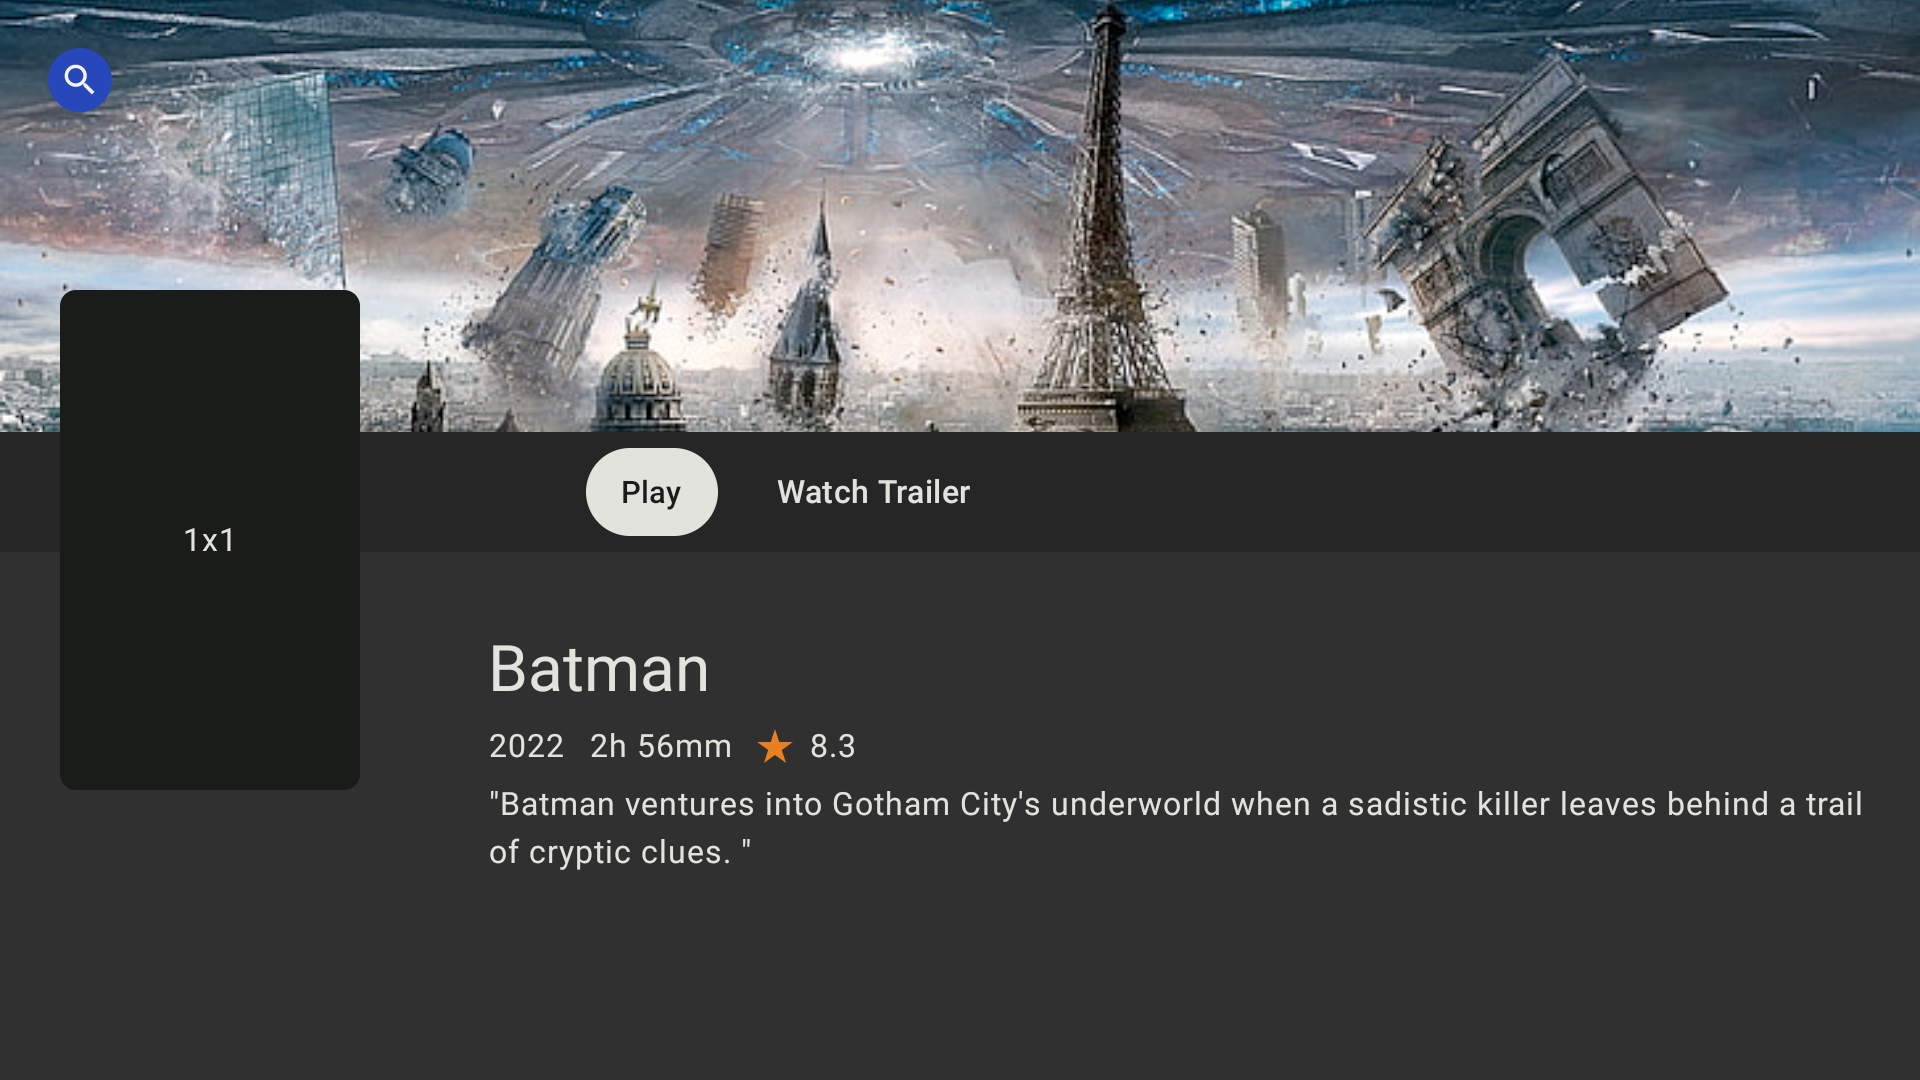 Play
Watch Trailer
1x1
Batman
2022 2h 56mm 8.3
"Batman ventures into Gotham City's underworld when a sadistic killer leaves behind a trail
of cryptic clues. "